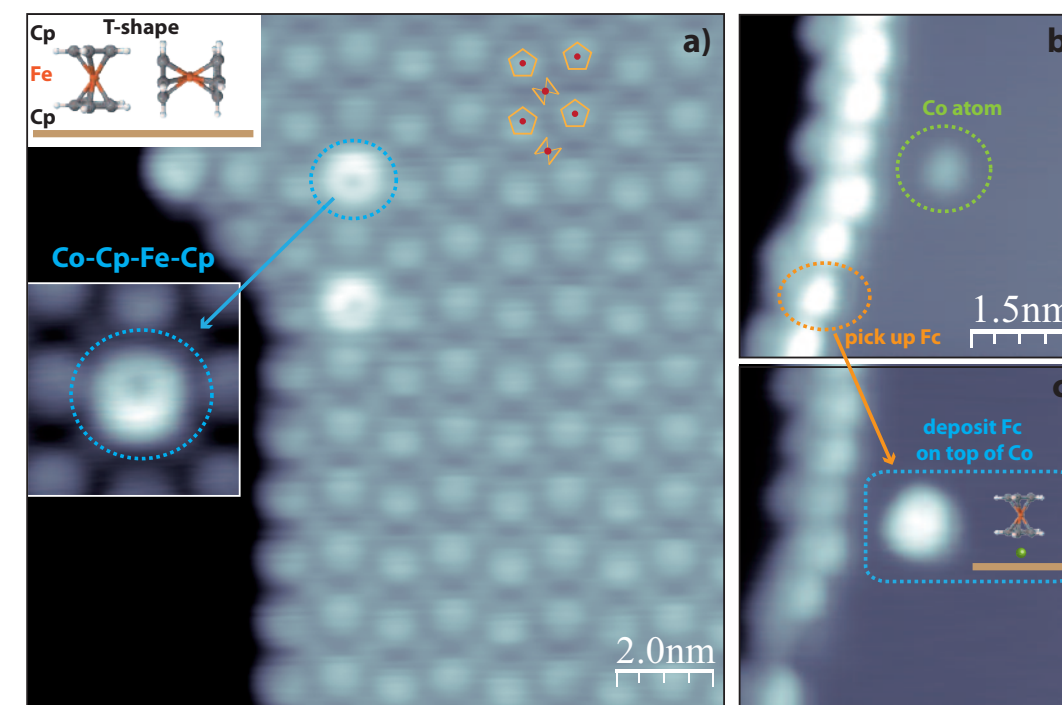 Cp
T-shape
Fe
Cp
a)
Co-Cp-Fe-Cp
2.0nm
b
Co atom
1.5nm
pick up Fc
deposit Fc
on top of Co